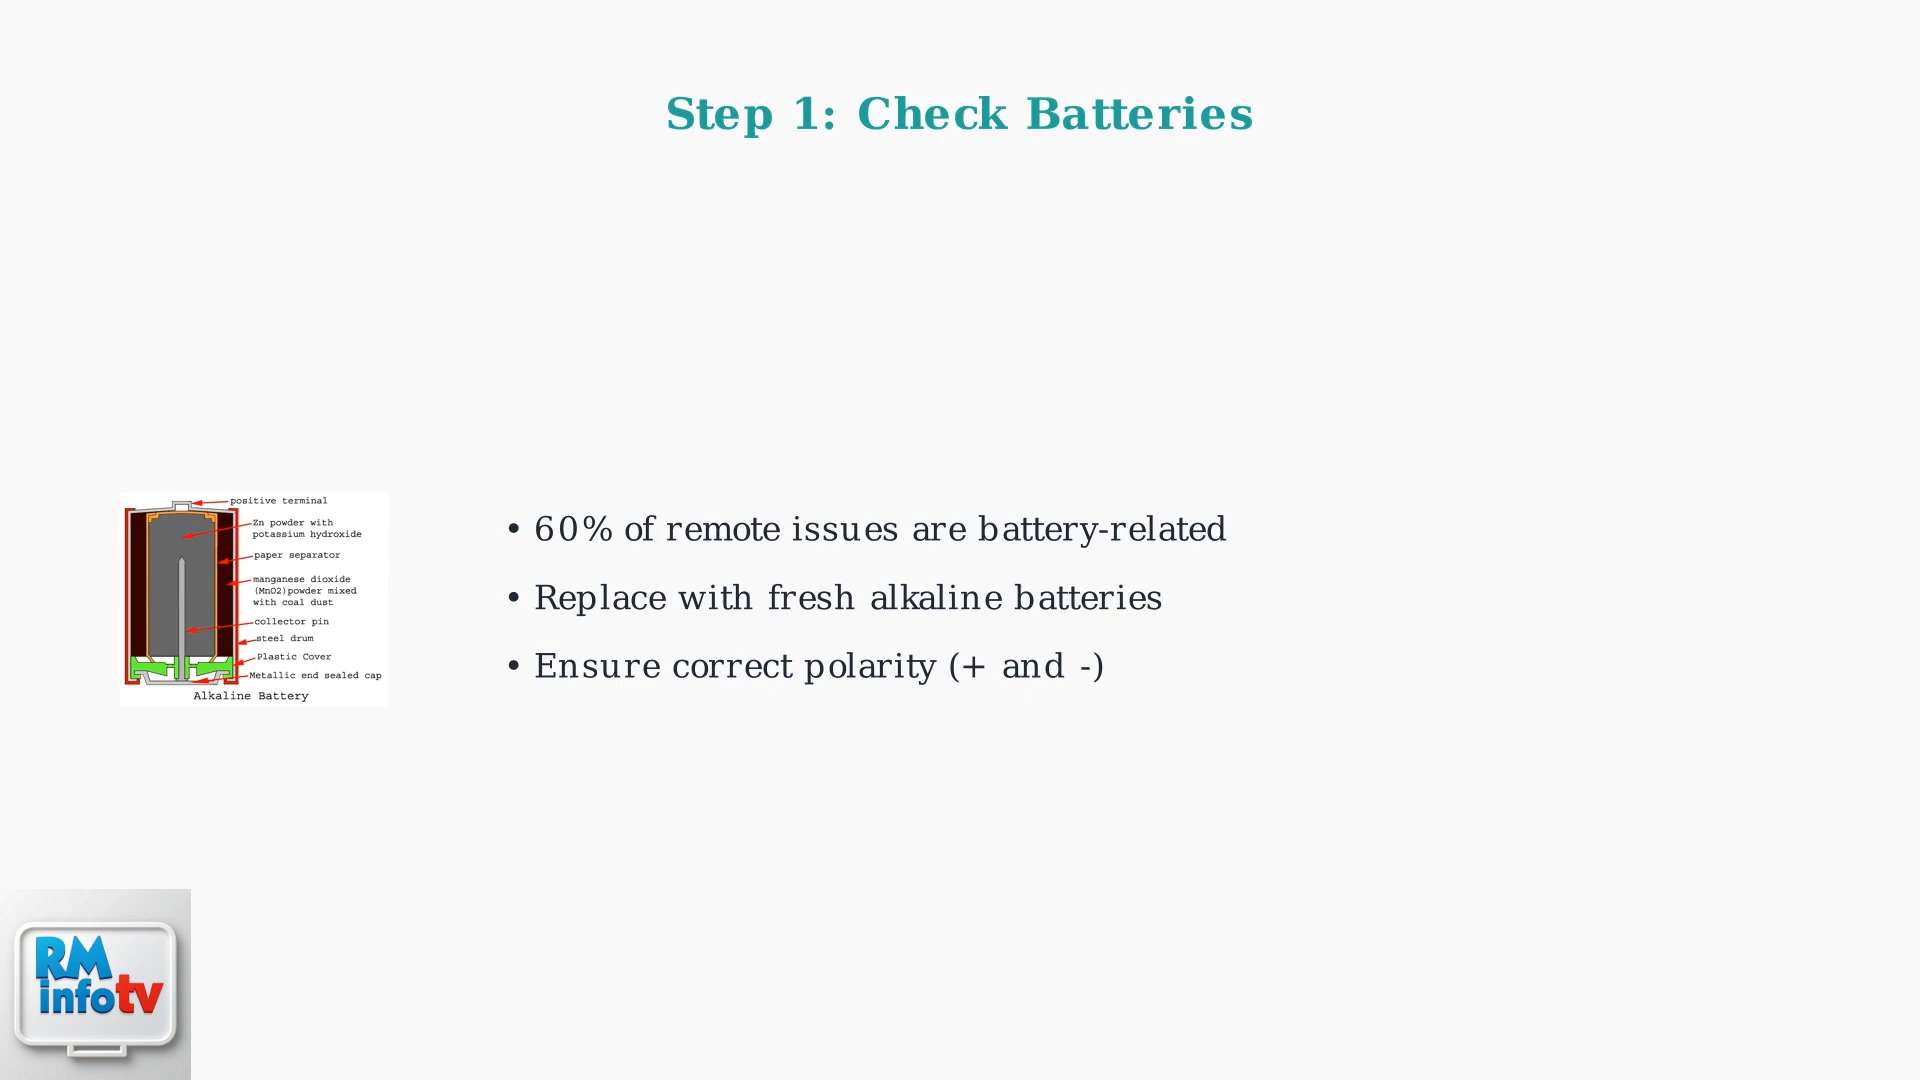 Step 1: Check Batteries
positive terminal
Zn powder with
potassium hydroxide
paper separator
manganese dioxide
(MnO2)powder mixed
with coal dust
collector pin
steel drum
Plastic Cover
Metallic end sealed cap
Alkaline Battery
• 60% of remote issues are battery-related
• Replace with fresh alkaline batteries
• Ensure correct polarity (+ and -)
RM
infotv